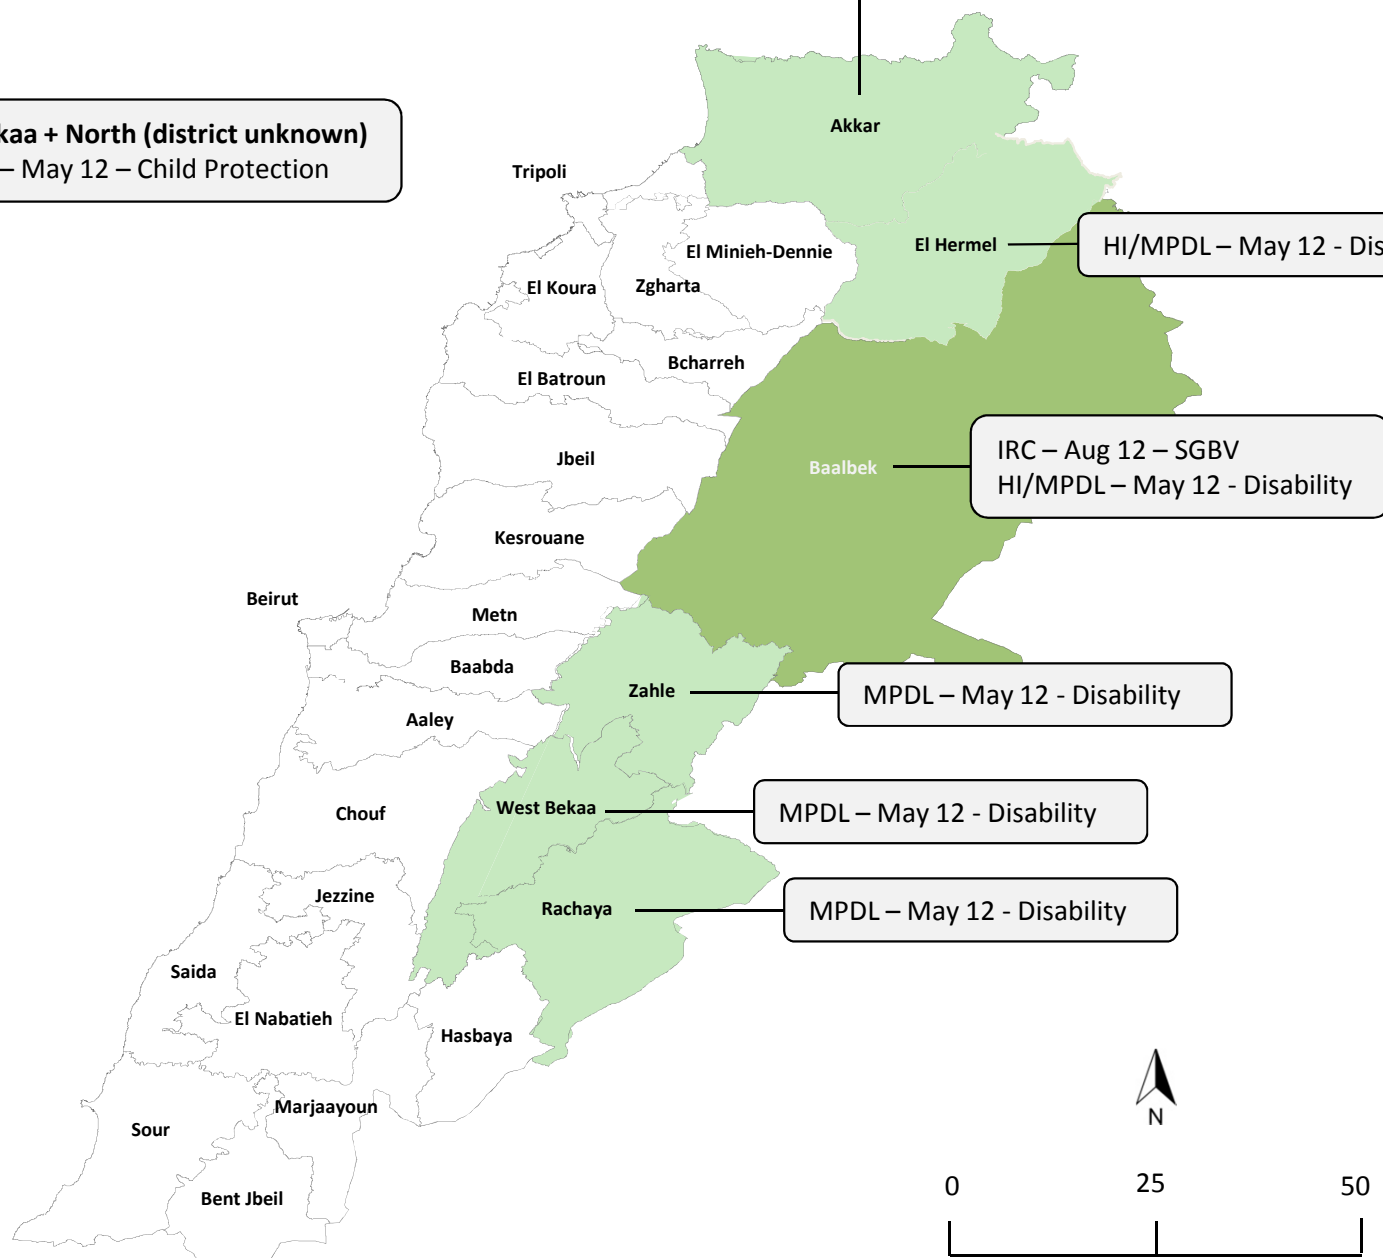 Akkar
kaa + North (district unknown)
– May 12 – Child Protection
Tripoli
El Hermel
HI/MPDL – May 12 - Dis
El Minieh-Dennie
El Koura
Zgharta
Bcharreh
El Batroun
Jbeil
Baalbek
IRC – Aug 12 – SGBV
HI/MPDL – May 12 - Disability
Kesrouane
Beirut
Metn
Baabda
Zahle
MPDL – May 12 - Disability
Aaley
West Bekaa
MPDL – May 12 - Disability
Chouf
Jezzine
Rachaya
MPDL – May 12 - Disability
Saida
El Nabatieh
Hasbaya
Marjaayoun
N
Sour
Bent Jbeil
0 25 50